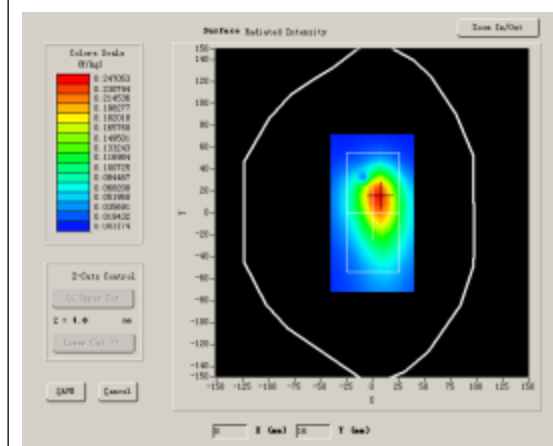 Surface Radiated Intensity
Zoom In/Out
Colors Scale
(W/kg)
0.247053
0.230794
0.214536
0.198277
0.182018
0.165760
0.149501
0.133243
0.116984
0.100725
0.084467
0.068208
0.051950
0.035691
0.019432
0.003174
150
140
120
100
80
60
40
20
0
-20
-40
-60
-80
-100
-120
-140
-150
Y
-150 -125 -100 -75 -50 -25 0 25 50 75 100 125 150
X
Z-Cuts Control
Upper Cut
Z = 4.0 mm
Lower Cut >>
SAVE
Cancel
X (mm)
Y (mm)